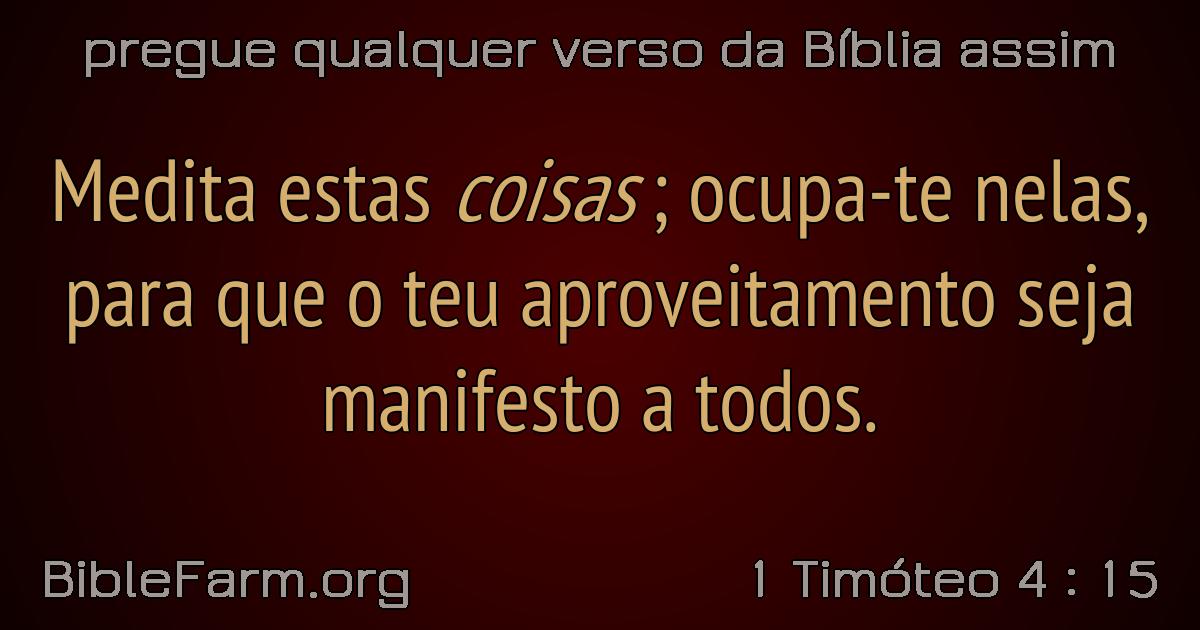 pregue qualquer verso da Bíblia assim
Medita estas coisas ; ocupa-te nelas,
para que o teu aproveitamento seja
manifesto a todos.
BibleFarm.org
1 Timóteo 4 : 15